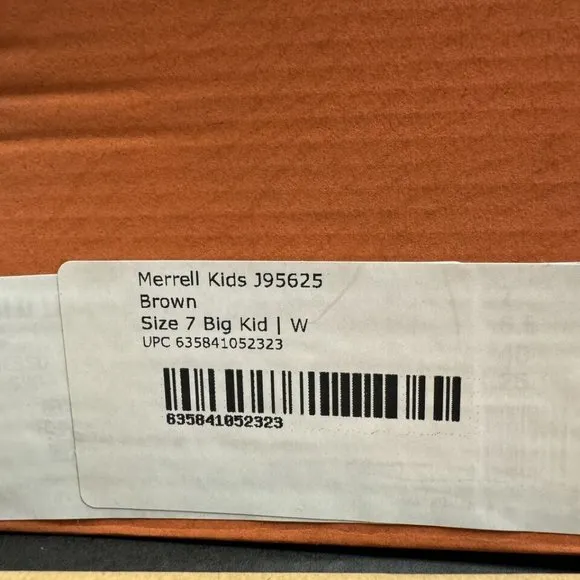 Merrell Kids J95625
Brown
Size 7 Big Kid | W
UPC 635841052323
635841052323